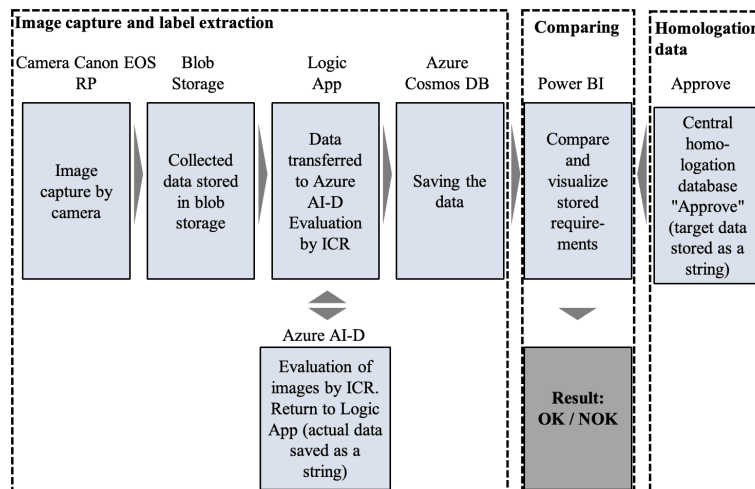 Image capture and label extraction
Camera Canon EOS
RP
Image
capture by
camera
Blob
Storage
Collected
data stored
in blob
storage
Logic
App
Data
transferred
to Azure
AI-D
Evaluation
by ICR
Azure
Cosmos DB
Saving the
data
Azure AI-D
Evaluation of
images by ICR.
Return to Logic
App (actual data
saved as a
string)
Comparing
Power BI
Compare
and
visualize
stored
require-
ments
Result:
OK / NOK
Homologation
data
Approve
Central
homo-
logation
database
"Approve"
(target data
stored as a
string)